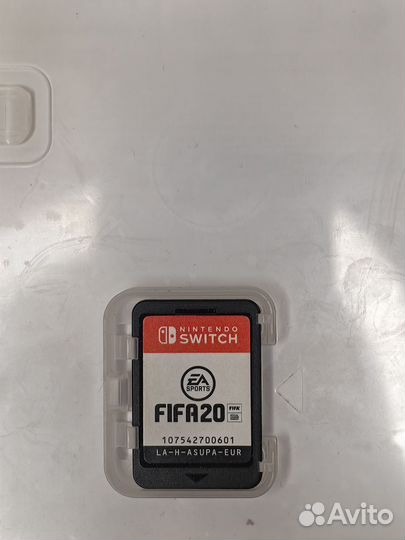 NINTENDO
SWITCH
EA
SPORTS
FIFA20
FIFA
107542700601
LA-H-ASUPA-EUR
Avito